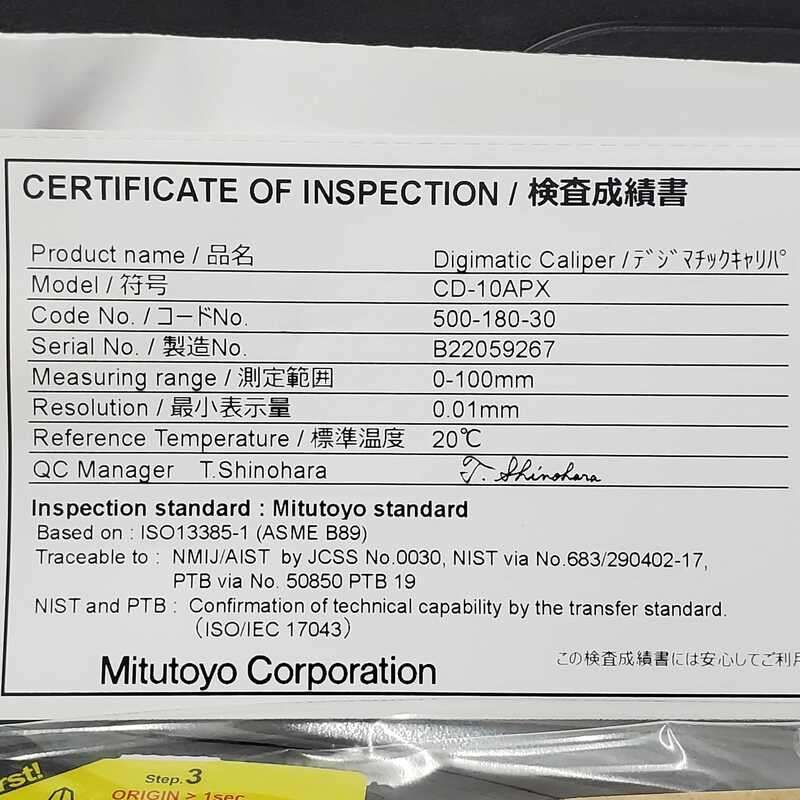 CERTIFICATE OF INSPECTION / 検査成績書
Product name / 品名 Digimatic Caliper / デジマチックキャリパ
Model / 符号 CD-10APX
Code No. / コードNo. 500-180-30
Serial No. / 製造No. B22059267
Measuring range / 測定範囲 0-100mm
Resolution / 最小表示量 0.01mm
Reference Temperature / 標準温度 20℃
QC Manager T.Shinohara T. Shinohara
Inspection standard : Mitutoyo standard
Based on : ISO13385-1 (ASME B89)
Traceable to : NMIJ/AIST by JCSS No.0030, NIST via No.683/290402-17,
PTB via No. 50850 PTB 19
NIST and PTB : Confirmation of technical capability by the transfer standard.
（ISO/IEC 17043）
Mitutoyo Corporation
この検査成績書には安心してご利用
rst!
Step.3
ORIGIN > 1sec